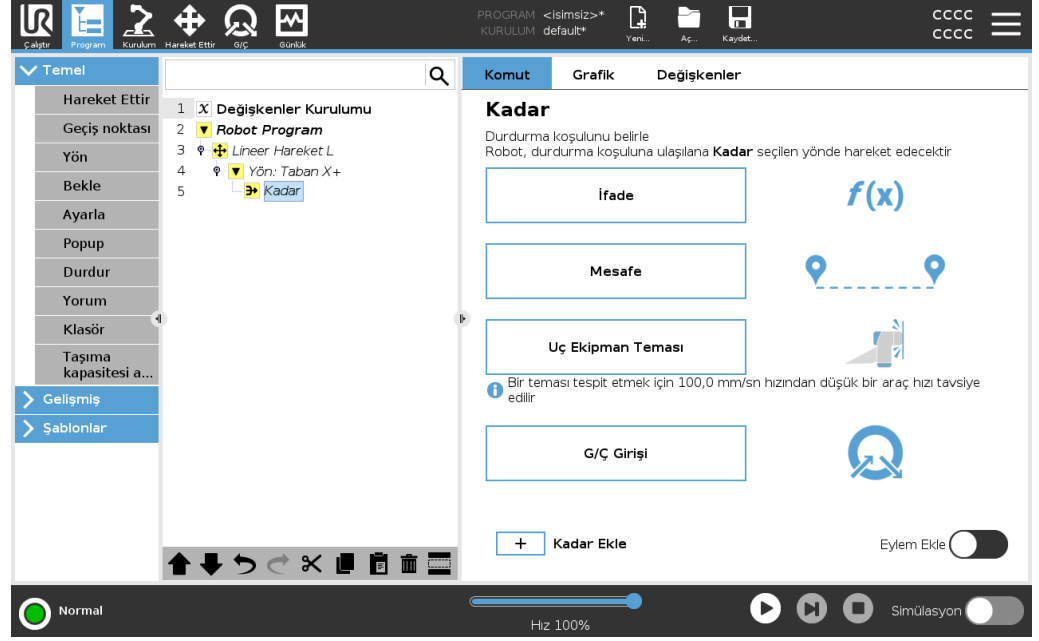 UR
PROGRAM <isimsiz>*
KURULUM default*
Çalıştır
Program
Kurulum
Hareket Ettir
G/Ç
Günlük
Yeni...
Aç...
Kaydet...
CCCC
CCCC
Temel
Hareket Ettir
Geçiş noktası
Yön
Bekle
Ayarla
Popup
Durdur
Yorum
Klasör
Taşıma
kapasitesi a...
Gelişmiş
Şablonlar
1 X Değişkenler Kurulumu
2 Robot Program
3 Lineer Hareket L
4 Yön: Taban X+
5 Kadar
Komut
Grafik
Değişkenler
Kadar
Durdurma koşulunu belirle
Robot, durdurma koşuluna ulaşılana Kadar seçilen yönde hareket edecektir
İfade
f(x)
Mesafe
Uç Ekipman Teması
Bir teması tespit etmek için 100,0 mm/sn hızından düşük bir araç hızı tavsiye
edilir
G/Ç Girişi
+ Kadar Ekle
Eylem Ekle
Normal
Hız 100%
Simülasyon